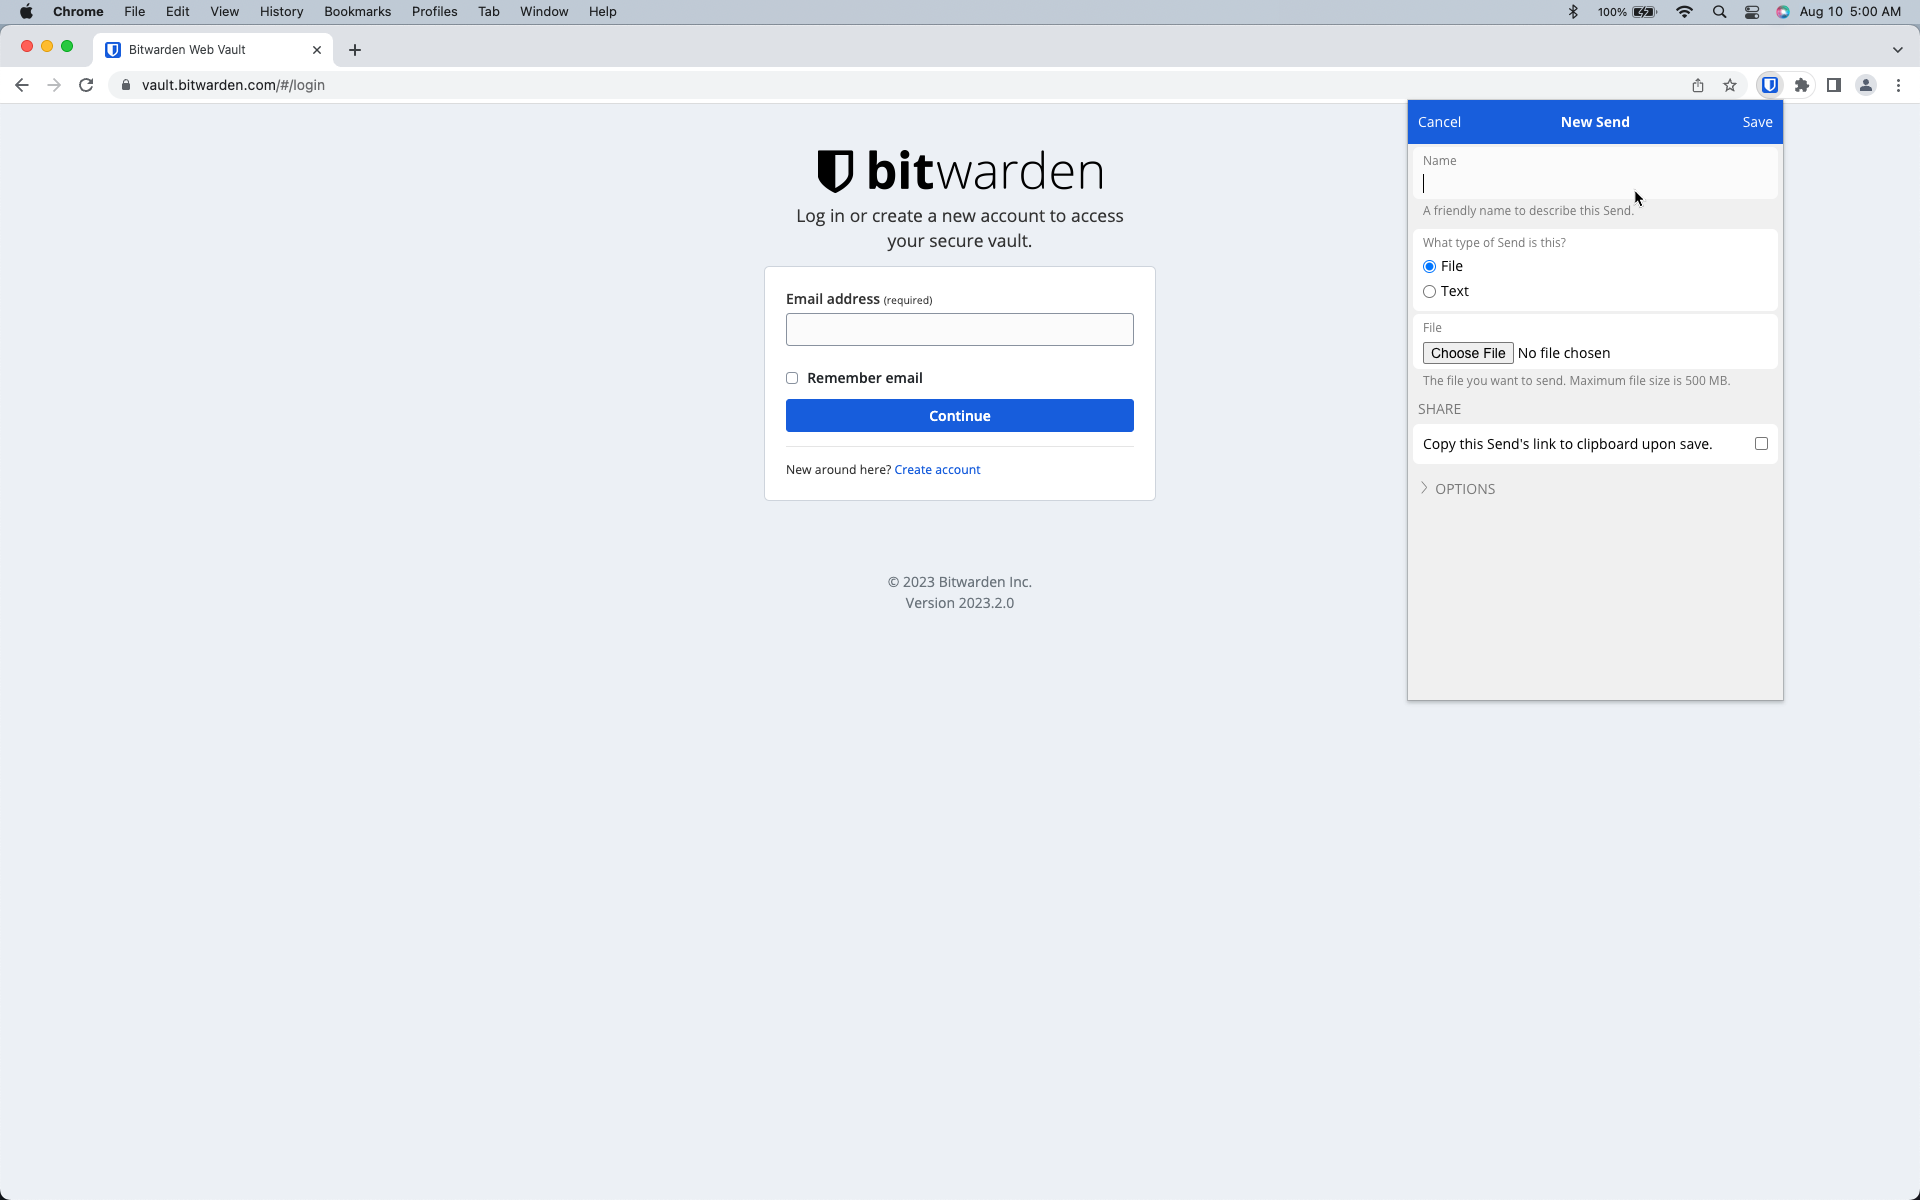 Chrome File Edit View History Bookmarks Profiles Tab Window Help 100% Aug 10 5:00 AM
Bitwarden Web Vault
vault.bitwarden.com/#/login
bitwarden
Log in or create a new account to access
your secure vault.
Email address (required)
Remember email
Continue
New around here? Create account
© 2023 Bitwarden Inc.
Version 2023.2.0
Cancel New Send Save
Name
A friendly name to describe this Send.
What type of Send is this?
File
Text
File
Choose File No file chosen
The file you want to send. Maximum file size is 500 MB.
SHARE
Copy this Send's link to clipboard upon save.
OPTIONS